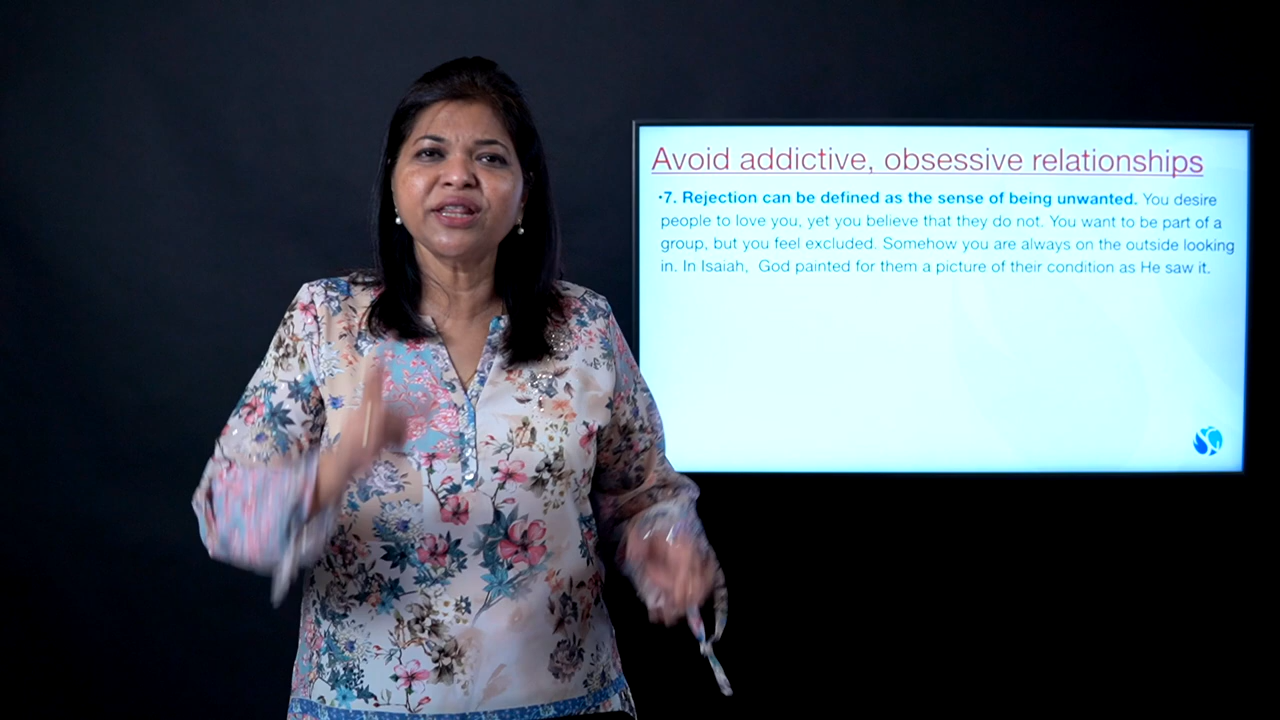 Avoid addictive, obsessive relationships
•7. Rejection can be defined as the sense of being unwanted. You desire
people to love you, yet you believe that they do not. You want to be part of a
group, but you feel excluded. Somehow you are always on the outside looking
in. In Isaiah,  God painted for them a picture of their condition as He saw it.